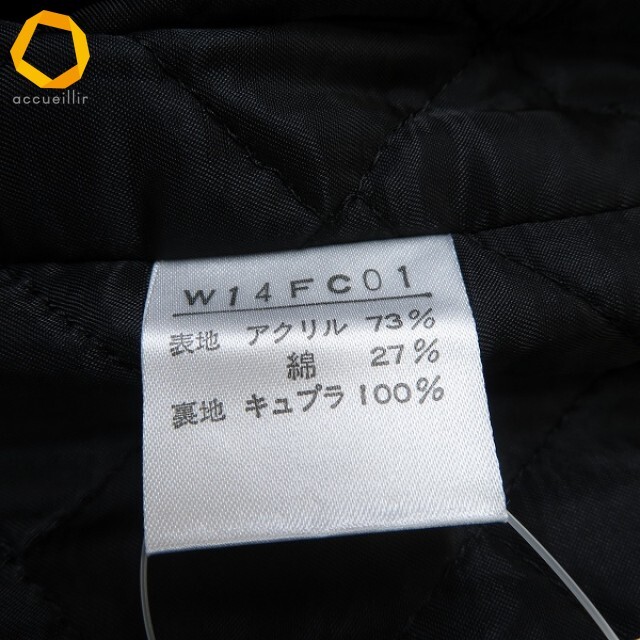 accueillir
W14FC01
表地 アクリル 73%
綿 27%
裏地 キュプラ 100%